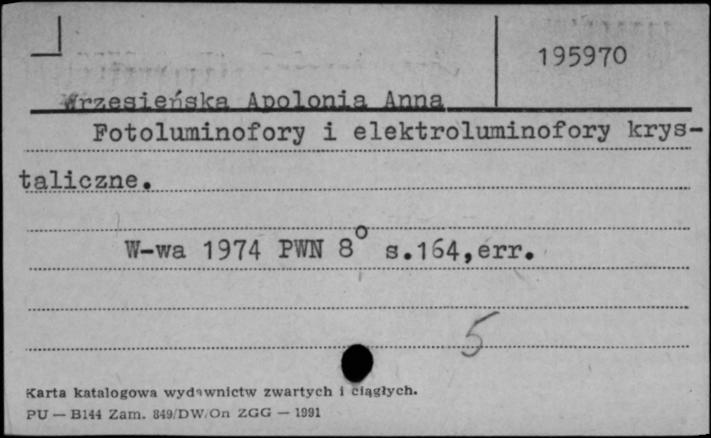 195970
Wrzesieńska Apolonia Anna
Fotoluminofory i elektroluminofory krys-
taliczne.
W-wa 1974 PWN 8° s.164,err.
5
Karta katalogowa wydawnictw zwartych i ciągłych.
PU — B144 Zam. 849/DW/On ZGG — 1991